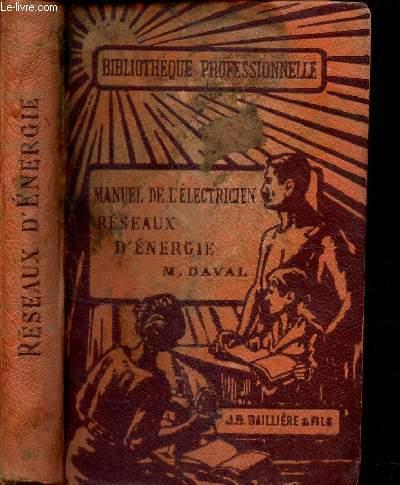 Le-livre.com
BIBLIOTHÈQUE PROFESSIONNELLE
MANUEL DE L'ÉLECTRICIEN
RÉSEAUX
D'ÉNERGIE
M. DAVAL
J.B. BAILLIÈRE & FILS
RÉSEAUX D'ÉNERGIE